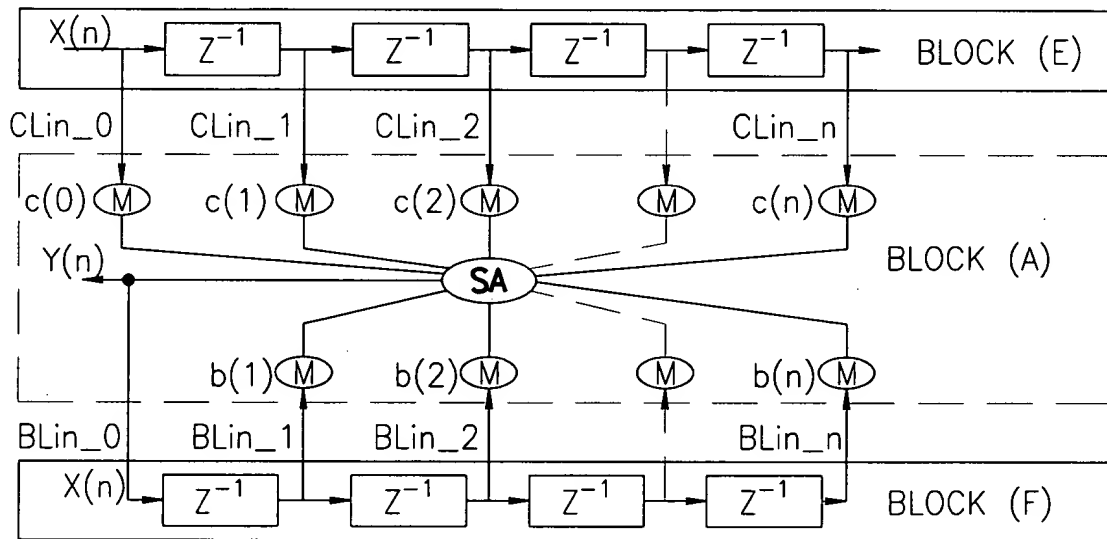 X(n) Z⁻¹ Z⁻¹ Z⁻¹ Z⁻¹ BLOCK (E)
CLin_0 CLin_1 CLin_2 CLin_n
c(0) M c(1) M c(2) M M c(n) M
Y(n) SA BLOCK (A)
b(1) M b(2) M M b(n) M
BLin_0 BLin_1 BLin_2 BLin_n
X(n) Z⁻¹ Z⁻¹ Z⁻¹ Z⁻¹ BLOCK (F)